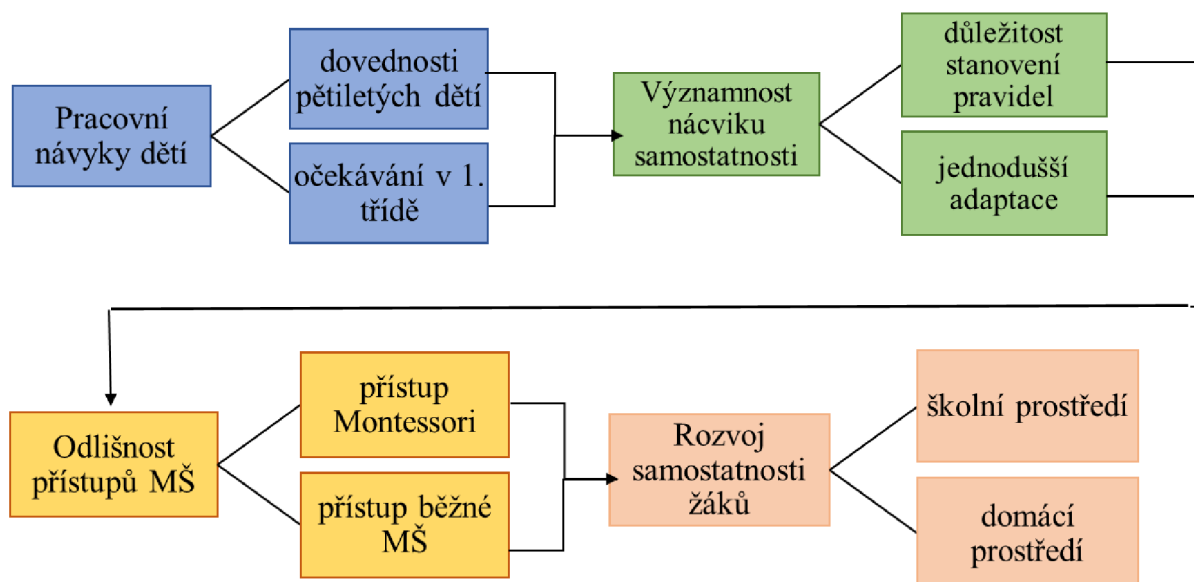 Pracovní
návyky dětí
dovednosti
pětiletých dětí
očekávání v 1.
třídě
Významnost
nácviku
samostatnosti
důležitost
stanovení
pravidel
jednodušší
adaptace
Odlišnost
přístupů MŠ
přístup
Montessori
přístup běžné
MŠ
Rozvoj
samostatnosti
žáků
školní prostředí
domácí
prostředí